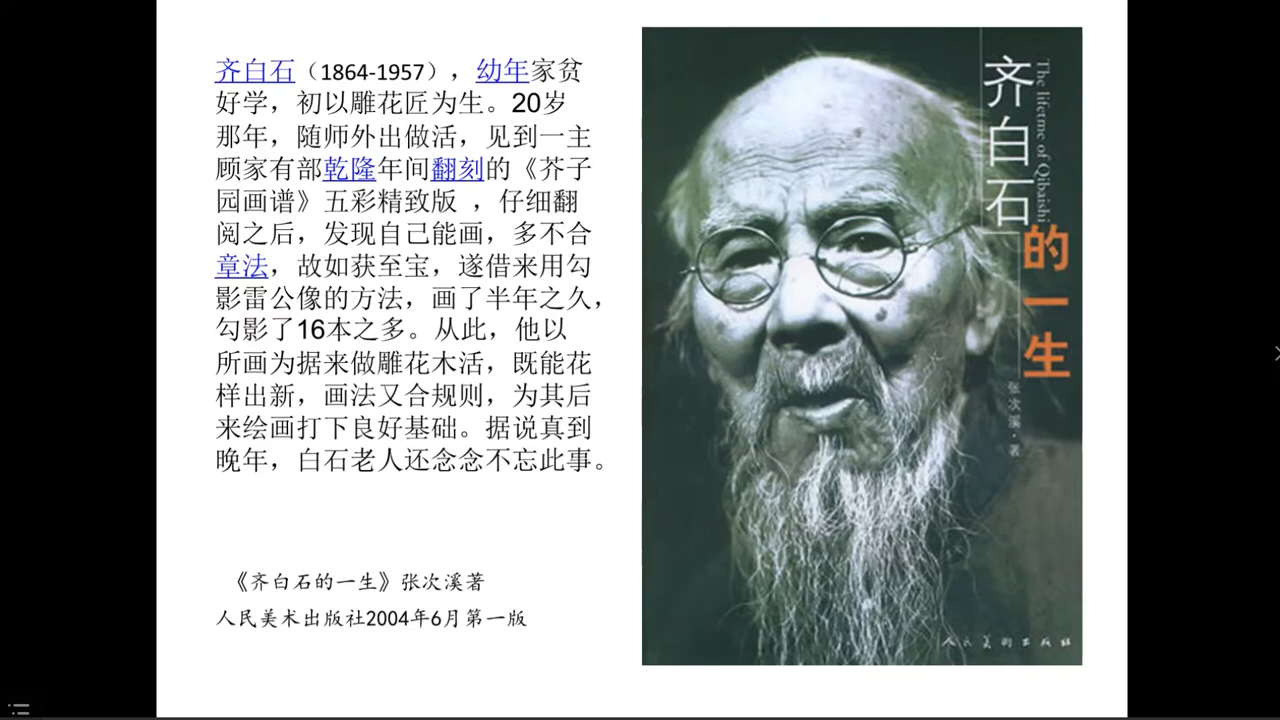 齐白石（1864-1957），幼年家贫
好学，初以雕花匠为生。20岁
那年，随师外出做活，见到一主
顾家有部乾隆年间翻刻的《芥子
园画谱》五彩精致版 ，仔细翻
阅之后，发现自己能画，多不合
章法，故如获至宝，遂借来用勾
影雷公像的方法，画了半年之久，
勾影了16本之多。从此，他以
所画为据来做雕花木活，既能花
样出新，画法又合规则，为其后
来绘画打下良好基础。据说真到
晚年，白石老人还念念不忘此事。
《齐白石的一生》张次溪著
人民美术出版社2004年6月第一版
齐白石
的一生
The lifetme of Qibaishi
张次溪·著
人民美术出版社